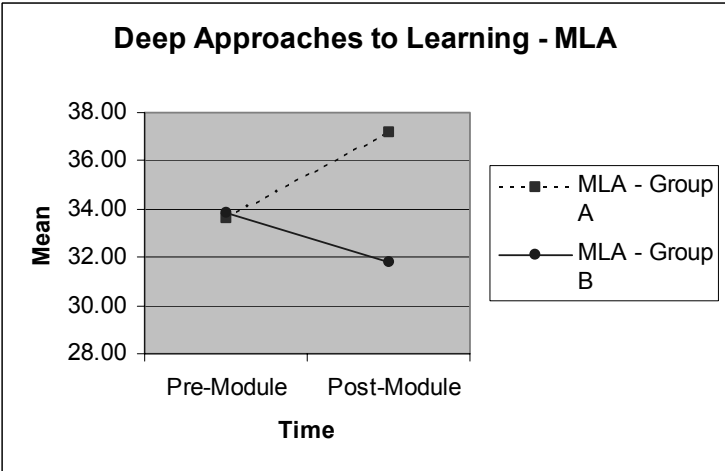 Deep Approaches to Learning - MLA
38.00
36.00
34.00
32.00
30.00
28.00
Mean
Pre-Module
Post-Module
Time
MLA - Group
A
MLA - Group
B